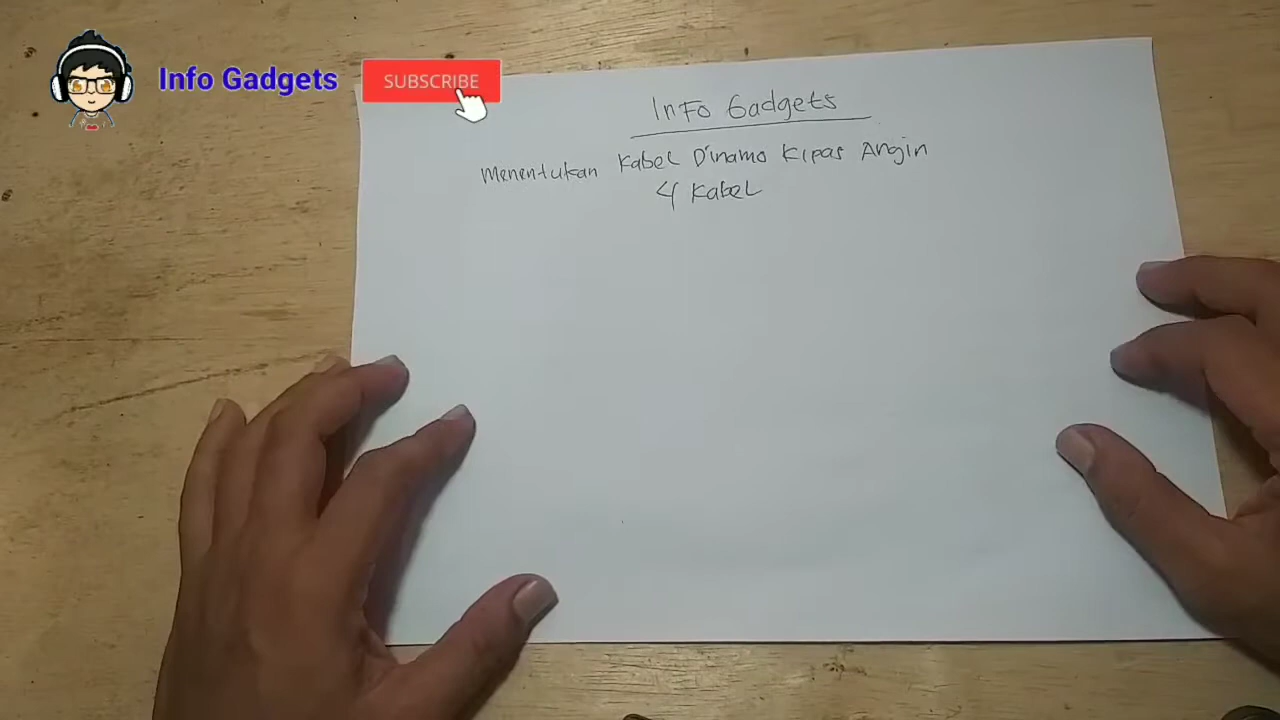 Info Gadgets
SUBSCRIBE
InFo Gadgets
Menentukan Kabel Dinamo Kipas Angin
4 Kabel